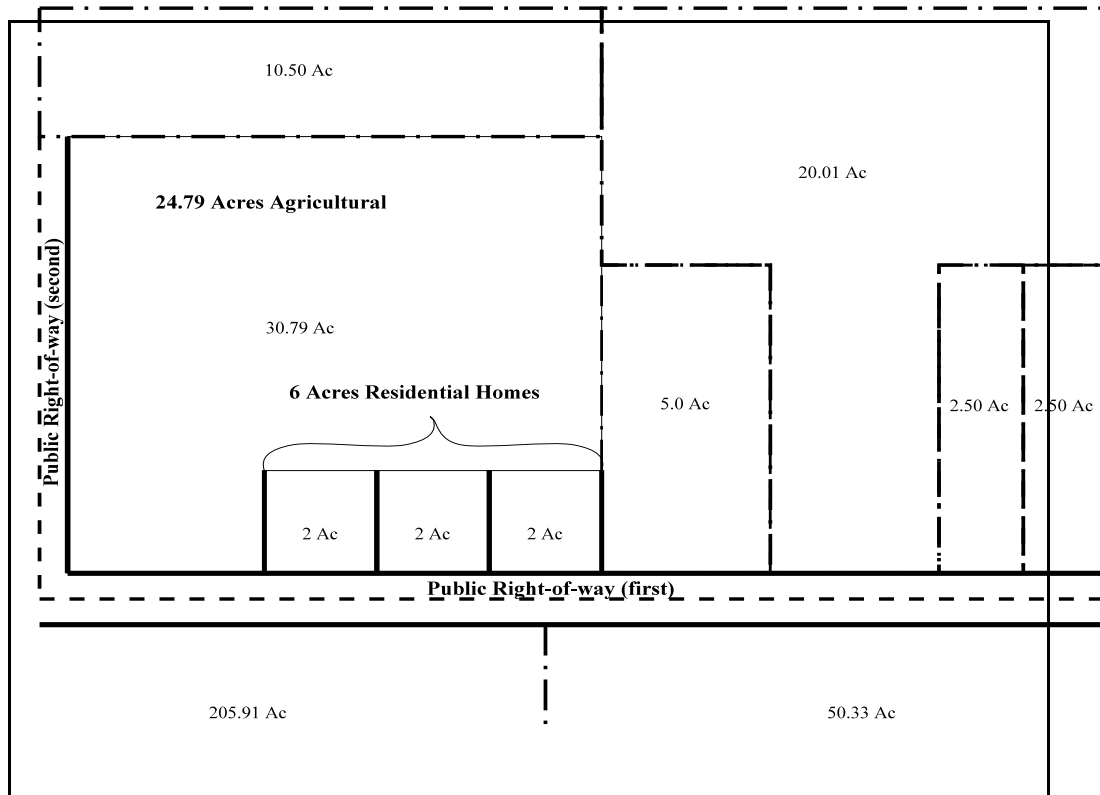 10.50 Ac
20.01 Ac
24.79 Acres Agricultural
Public Right-of-way (second)
30.79 Ac
6 Acres Residential Homes
5.0 Ac
2.50 Ac
2.50 Ac
2 Ac
2 Ac
2 Ac
Public Right-of-way (first)
205.91 Ac
50.33 Ac